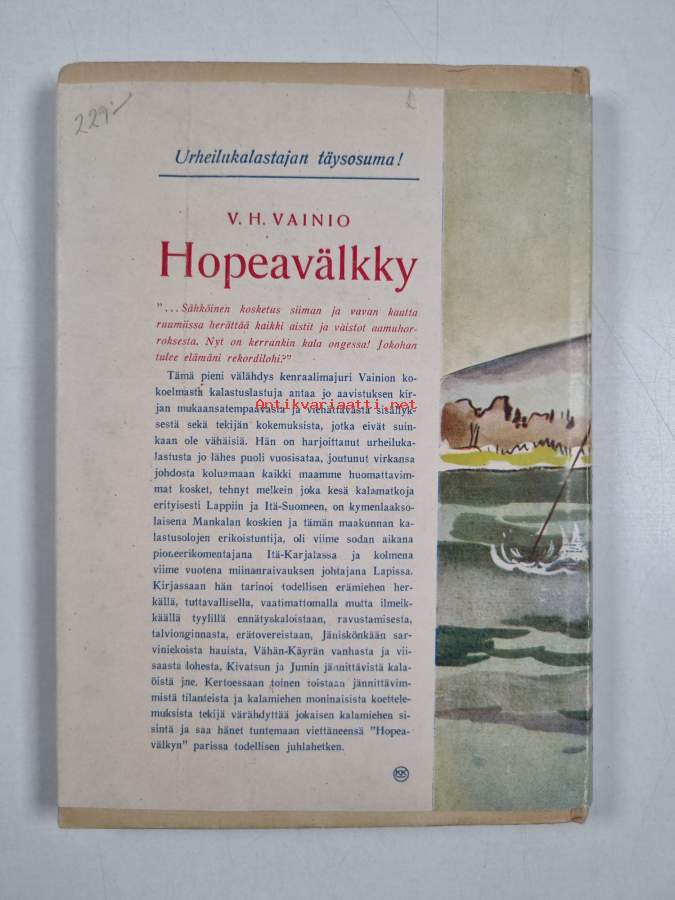 229:-
Urheilukalastajan täysosuma!
V. H. VAINIO
Hopeavälkky
"...Sähköinen kosketus siiman ja vavan kautta
ruumiissa herättää kaikki aistit ja vaistot aamuhor-
roksesta. Nyt on kerrankin kala ongessa! Jokohan
tulee elämäni rekordilohi?"
Tämä pieni välähdys kenraalimajuri Vainion ko-
koelmasta kalastuslastuja antaa jo aavistuksen kir-
Antikvariaatti.net
jan mukaansatempaavasta ja viehättävästä sisällyk-
sestä sekä tekijän kokemuksista, jotka eivät suin-
kaan ole vähäisiä. Hän on harjoittanut urheiluka-
lastusta jo lähes puoli vuosisataa, joutunut virkansa
johdosta koluamaan kaikki maamme huomattavim-
mat kosket, tehnyt melkein joka kesä kalamatkoja
erityisesti Lappiin ja Itä-Suomeen, on kymenlaakso-
laisena Mankalan koskien ja tämän maakunnan ka-
lastusolojen erikoistuntija, oli viime sodan aikana
pioneerikomentajana Itä-Karjalassa ja kolmena
viime vuotena miinanraivauksen johtajana Lapissa.
Kirjassaan hän tarinoi todellisen erämiehen her-
källä, tuttavallisella, vaatimattomalla mutta ilmeik-
käällä tyylillä ennätyskaloistaan, ravustamisesta,
talvionginnasta, erätovereistaan, Jäniskönkään sar-
viniekoista hauista, Vähän-Käyrän vanhasta ja vii-
saasta lohesta, Kivatsun ja Jumin jännittävistä kala-
öistä jne. Kertoessaan toinen toistaan jännittävim-
mistä tilanteista ja kalamiehen moninaisista koettele-
muksista tekijä värähdyttää jokaisen kalamiehen si-
sintä ja saa hänet tuntemaan viettäneensä "Hopea-
välkyn" parissa todellisen juhlahetken.
KK